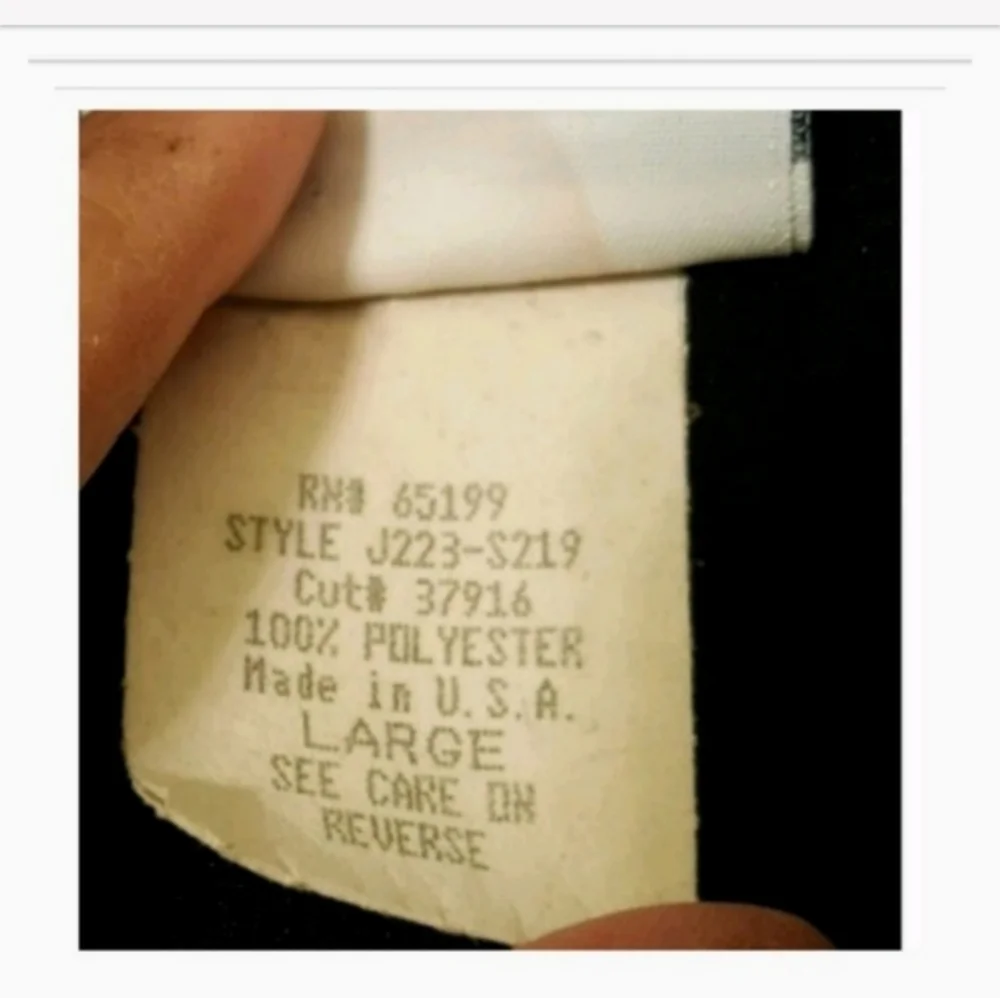 RN# 65199
STYLE J223-S219
Cut# 37916
100% POLYESTER
Made in U.S.A.
LARGE
SEE CARE ON
REVERSE